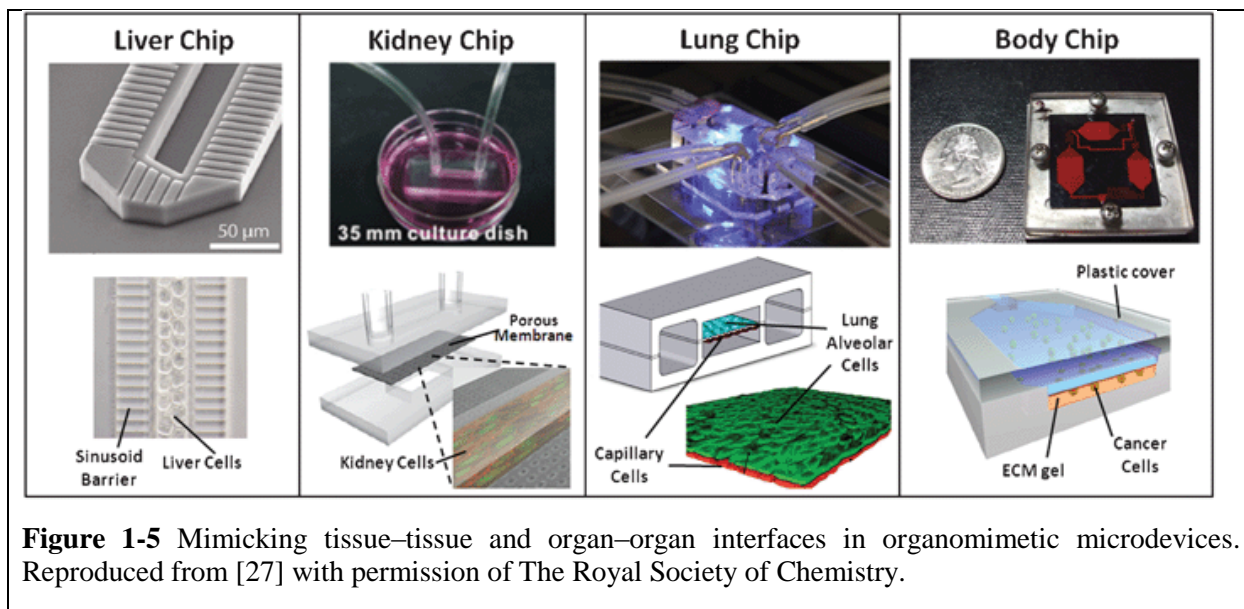 Liver Chip
Kidney Chip
Lung Chip
Body Chip
50 µm
35 mm culture dish
Sinusoid
Barrier
Liver Cells
Porous
Membrane
Kidney Cells
Lung
Alveolar
Cells
Capillary
Cells
Plastic cover
ECM gel
Cancer
Cells
Figure 1-5 Mimicking tissue–tissue and organ–organ interfaces in organomimetic microdevices.
Reproduced from [27] with permission of The Royal Society of Chemistry.